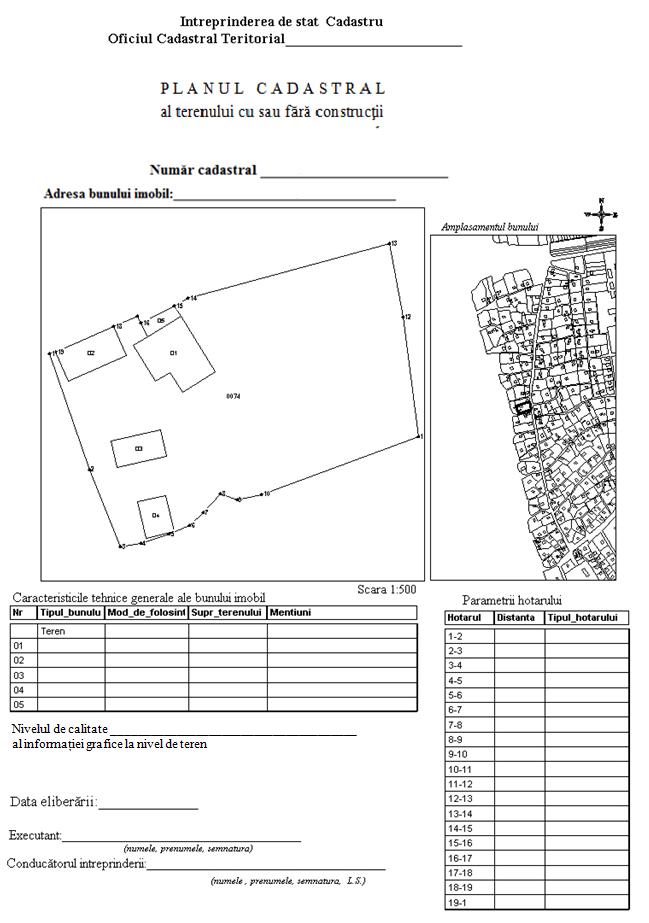 Intreprinderea de stat Cadastru
Oficiul Cadastral Teritorial
PLANUL CADASTRAL
al terenului cu sau fără construcții
Număr cadastral
Adresa bunului imobil:
N
W E
S
Amplasamentul bunului
13
14
15
05
16
18
12
19
02
01
0074
1
03
2
10
7
04
6
5
4
3
Scara 1:500
Caracteristicile tehnice generale ale bunului imobil
Nr Tipul_bunulu Mod_de_folosint Supr_terenului Mentiuni
Teren
01
02
03
04
05
Parametrii hotarului
Hotarul Distanta Tipul_hotarului
1-2
2-3
3-4
4-5
5-6
6-7
7-8
8-9
9-10
10-11
11-12
12-13
13-14
14-15
15-16
16-17
17-18
18-19
19-1
Nivelul de calitate
al informației grafice la nivel de teren
Data eliberării:
Executant:
(numele, prenumele, semnatura)
Conducătorul intreprinderii:
(numele , prenumele, semnatura, L.S.)